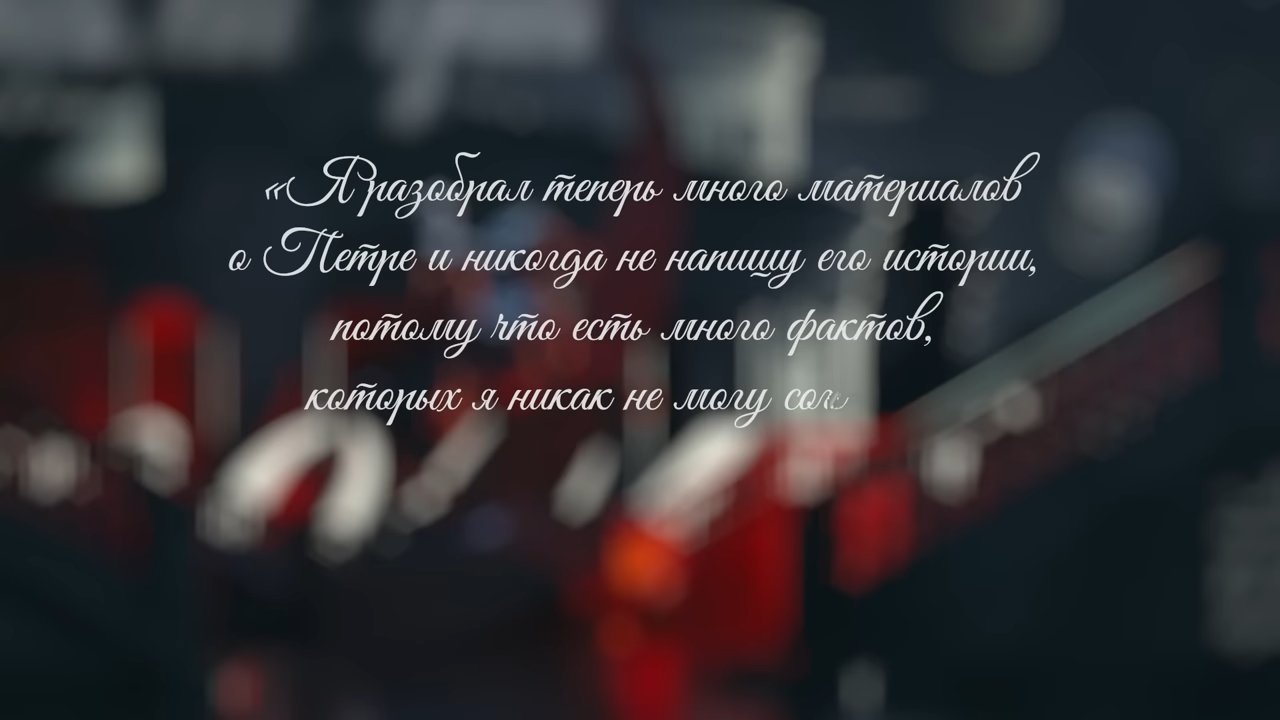 «Я разобрал теперь много материалов
о Петре и никогда не напишу его истории,
потому что есть много фактов,
которых я никак не могу сог